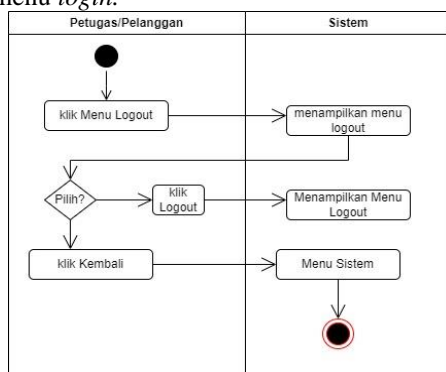 menu login.
Petugas/Pelanggan
Sistem
klik Menu Logout
menampilkan menu
logout
Pilih?
klik
Logout
Menampilkan Menu
Logout
klik Kembali
Menu Sistem